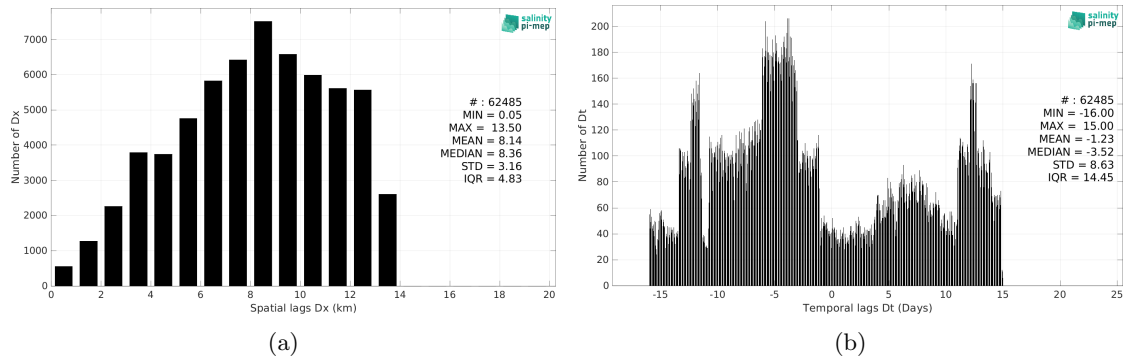 salinity
pi-mep
7000
6000
5000
4000
3000
2000
1000
0
Number of Dx
# : 62485
MIN = 0.05
MAX = 13.50
MEAN = 8.14
MEDIAN = 8.36
STD = 3.16
IQR = 4.83
0 2 4 6 8 10 12 14 16 18 20
Spatial lags Dx (km)
(a)
salinity
pi-mep
200
180
160
140
120
100
80
60
40
20
0
Number of Dt
# : 62485
MIN = -16.00
MAX = 15.00
MEAN = -1.23
MEDIAN = -3.52
STD = 8.63
IQR = 14.45
-15 -10 -5 0 5 10 15 20 25
Temporal lags Dt (Days)
(b)